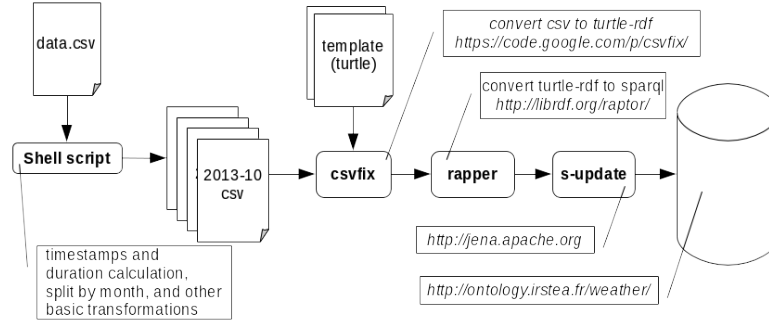 data.csv
template
(turtle)
convert csv to turtle-rdf
https://code.google.com/p/csvfix/
convert turtle-rdf to sparql
http://librdf.org/raptor/
Shell script
2013-10
csv
csvfix
rapper
s-update
timestamps and
duration calculation,
split by month, and other
basic transformations
http://jena.apache.org
http://ontology.irstea.fr/weather/